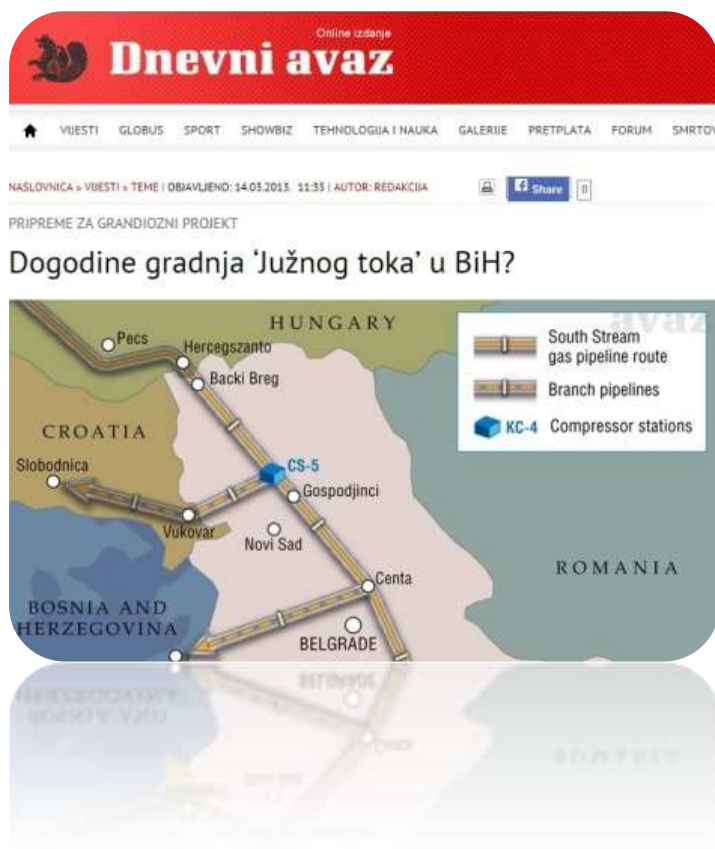 Online izdanje
Dnevni avaz
VIJESTI GLOBUS SPORT SHOWBIZ TEHNOLOGIJA I NAUKA GALERIJE PRETPLATA FORUM SMRTOV
NASLOVNICA » VIJESTI » TEME | OBJAVLJENO: 14.03.2013. 11:33 | AUTOR: REDAKCIJA
Share 0
PRIPREME ZA GRANDIOZNI PROJEKT
Dogodine gradnja ‘Južnog toka’ u BiH?
avaz
HUNGARY
South Stream
gas pipeline route
Branch pipelines
KC-4 Compressor stations
Pecs
Hercegszanto
Backi Breg
CROATIA
Slobodnica
CS-5
Gospodjinci
Vukovar
Novi Sad
ROMANIA
Centa
BOSNIA AND
HERZEGOVINA
BELGRADE